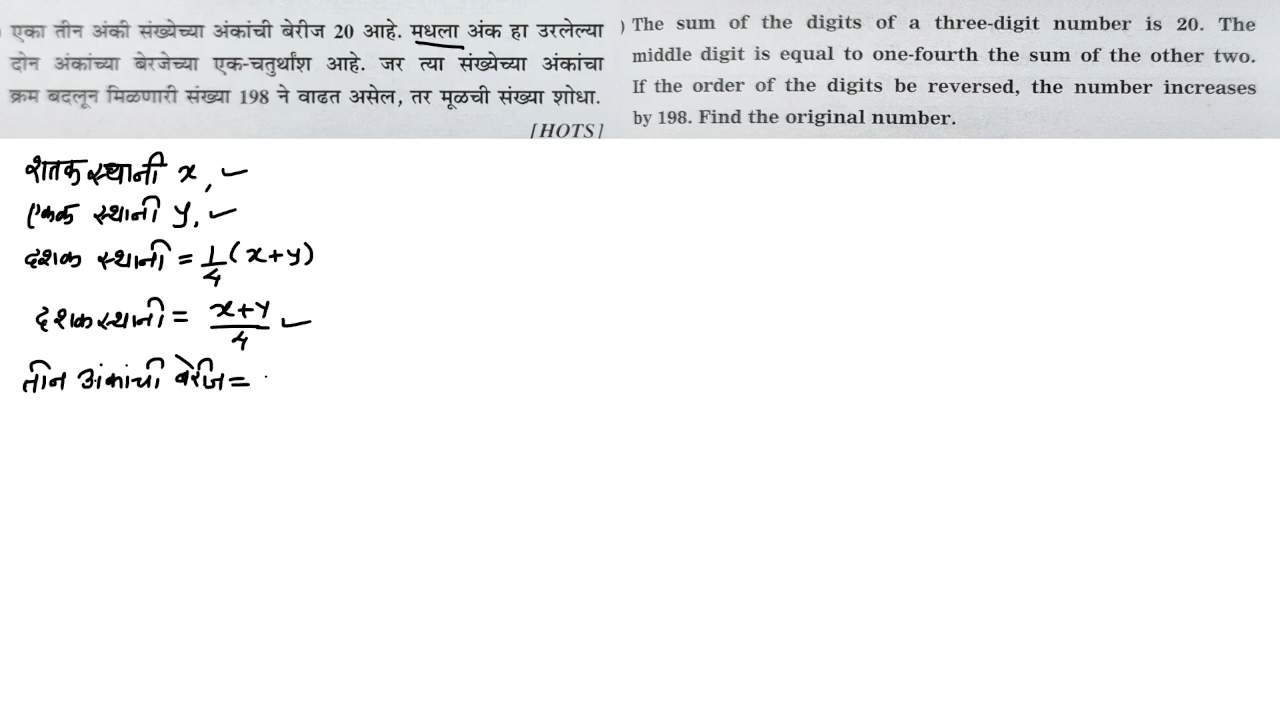 एका तीन अंकी संख्येच्या अंकांची बेरीज 20 आहे. मधला अंक हा उरलेल्या
दोन अंकांच्या बेरजेच्या एक-चतुर्थांश आहे. जर त्या संख्येच्या अंकांचा
क्रम बदलून मिळणारी संख्या 198 ने वाढत असेल, तर मूळची संख्या शोधा.
[HOTS]
) The sum of the digits of a three-digit number is 20. The
middle digit is equal to one-fourth the sum of the other two.
If the order of the digits be reversed, the number increases
by 198. Find the original number.
शतक स्थानी x, ✓
एकक स्थानी y, ✓
दशक स्थानी = 1/4 (x+y)
दशक स्थानी = x+y/4 ✓
तीन अंकांची बेरीज =